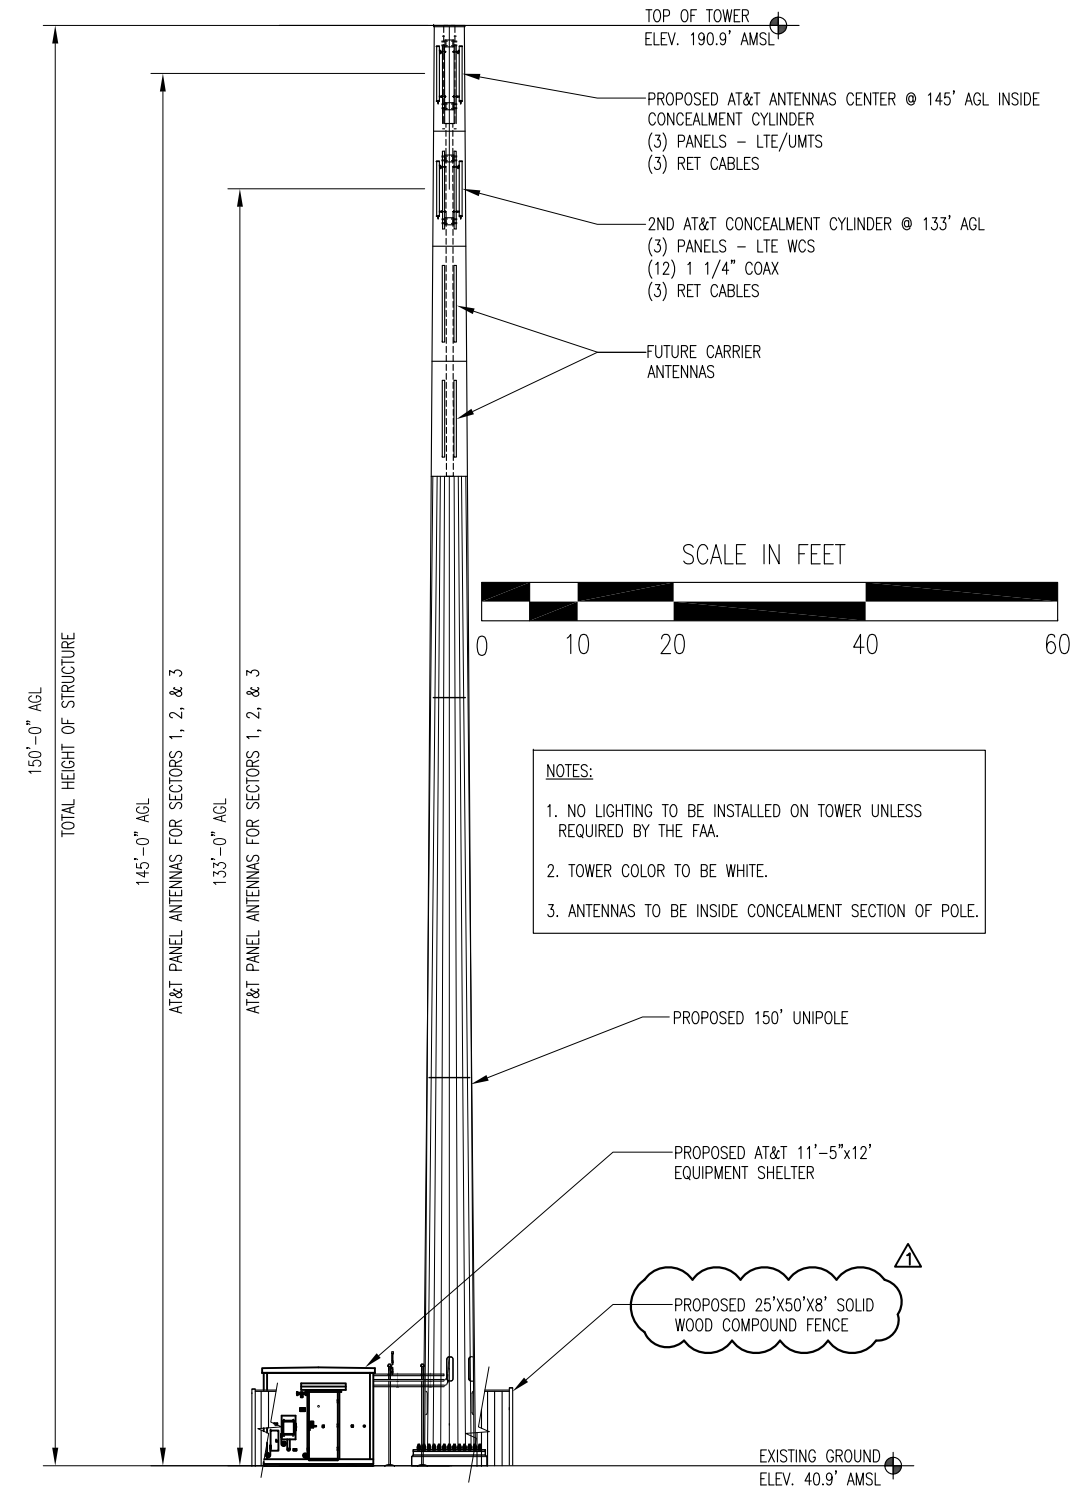 TOP OF TOWER
ELEV. 190.9' AMSL
PROPOSED AT&T ANTENNAS CENTER @ 145' AGL INSIDE
CONCEALMENT CYLINDER
(3) PANELS – LTE/UMTS
(3) RET CABLES
2ND AT&T CONCEALMENT CYLINDER @ 133' AGL
(3) PANELS – LTE WCS
(12) 1 1/4" COAX
(3) RET CABLES
FUTURE CARRIER
ANTENNAS
SCALE IN FEET
0 10 20 40 60
150'-0" AGL
TOTAL HEIGHT OF STRUCTURE
145'-0" AGL
AT&T PANEL ANTENNAS FOR SECTORS 1, 2, & 3
133'-0" AGL
AT&T PANEL ANTENNAS FOR SECTORS 1, 2, & 3
NOTES:
1. NO LIGHTING TO BE INSTALLED ON TOWER UNLESS
REQUIRED BY THE FAA.
2. TOWER COLOR TO BE WHITE.
3. ANTENNAS TO BE INSIDE CONCEALMENT SECTION OF POLE.
PROPOSED 150' UNIPOLE
PROPOSED AT&T 11'-5"x12'
EQUIPMENT SHELTER
1
PROPOSED 25'X50'X8' SOLID
WOOD COMPOUND FENCE
EXISTING GROUND
ELEV. 40.9' AMSL